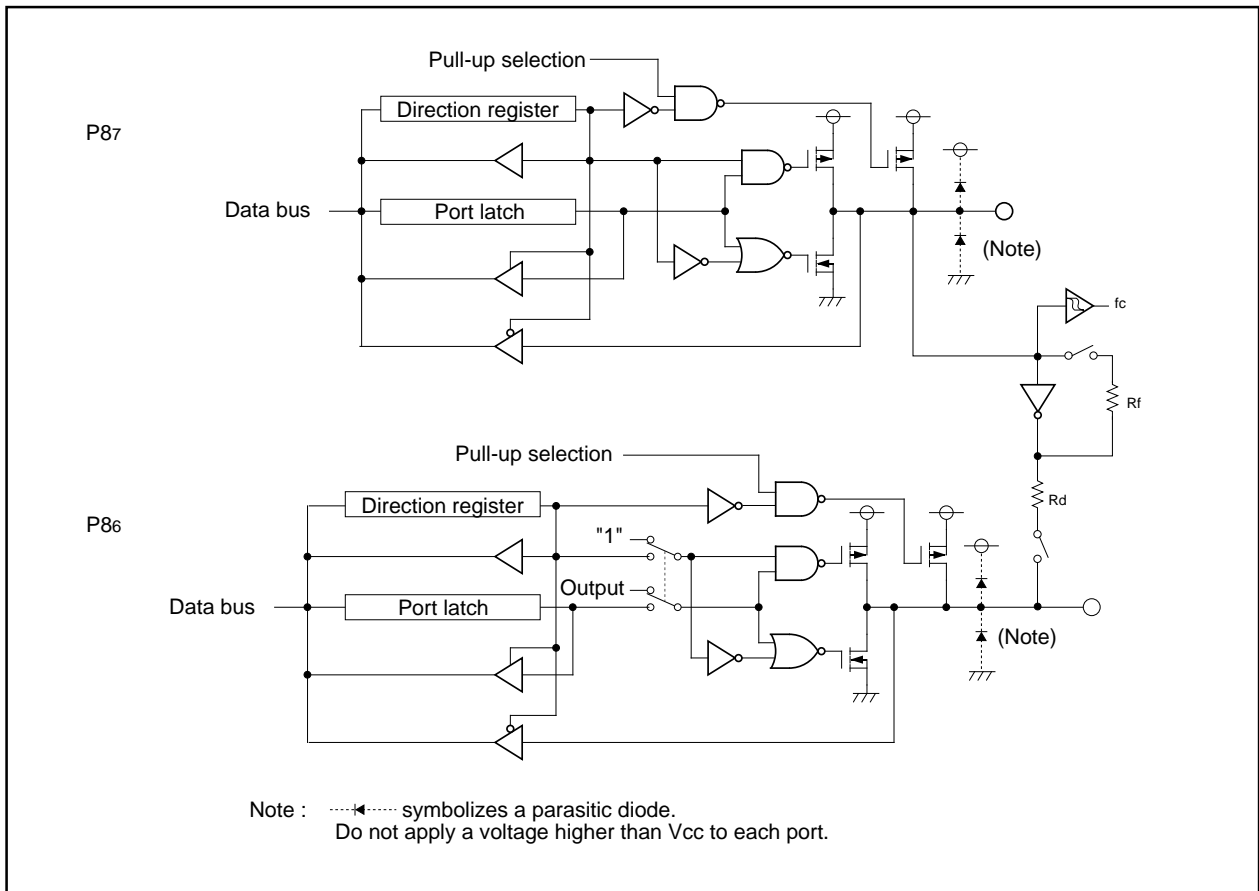 Pull-up selection
Direction register
P87
Data bus
Port latch
(Note)
fc
Rf
Pull-up selection
Direction register
Rd
P86
"1"
Output
Data bus
Port latch
(Note)
Note : symbolizes a parasitic diode.
Do not apply a voltage higher than Vcc to each port.